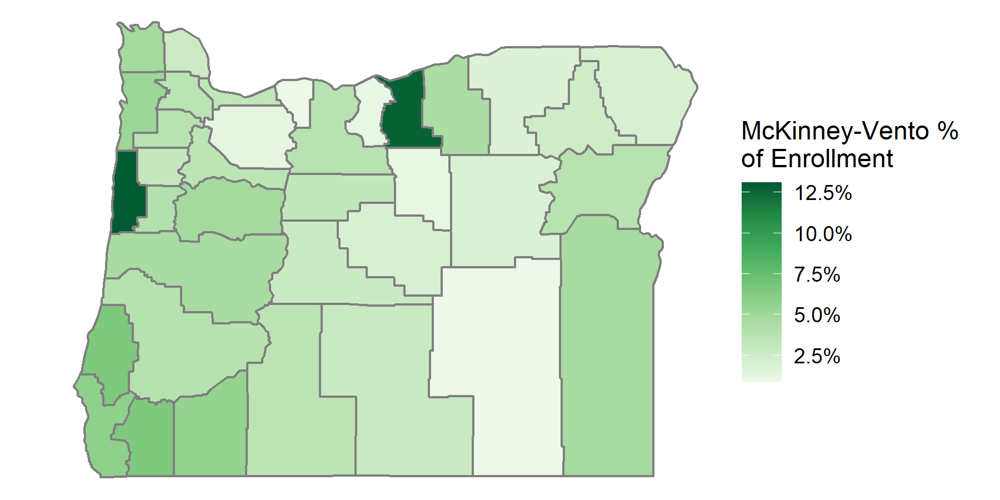 McKinney-Vento %
of Enrollment
12.5%
10.0%
7.5%
5.0%
2.5%